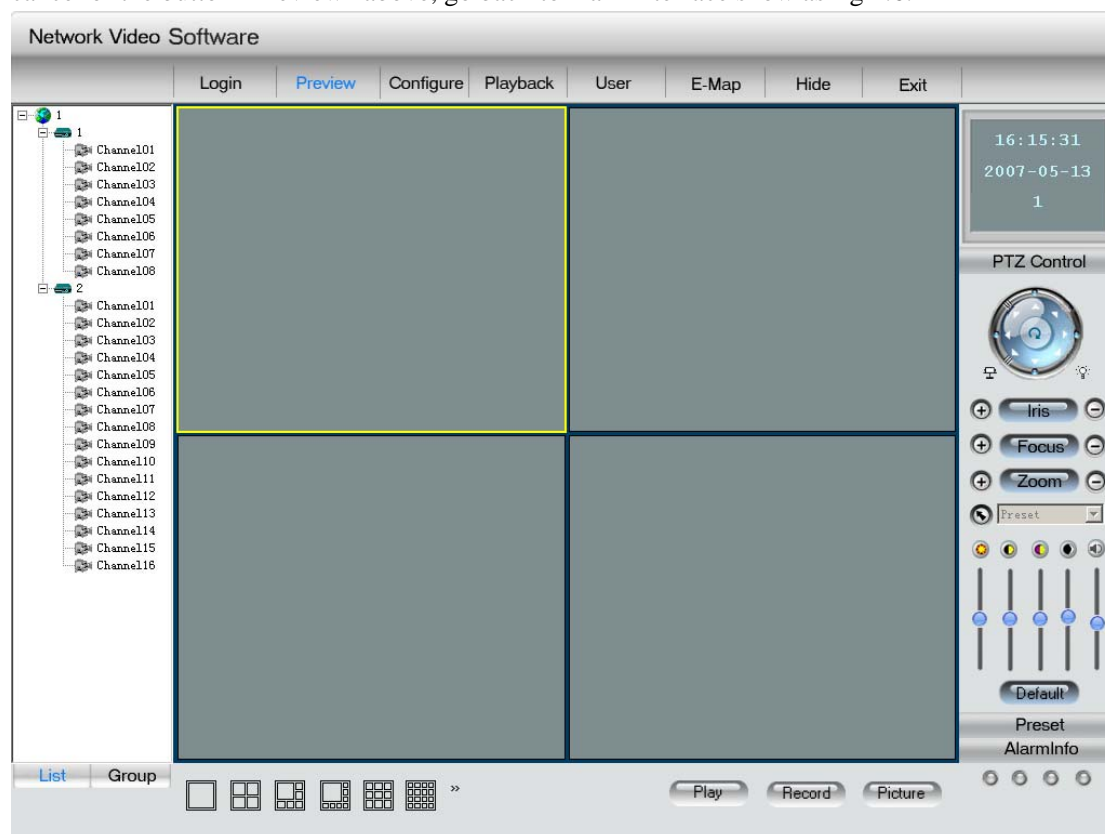 Network Video Software
Login Preview Configure Playback User E-Map Hide Exit
1
1
Channel01
Channel02
Channel03
Channel04
Channel05
Channel06
Channel07
Channel08
2
Channel01
Channel02
Channel03
Channel04
Channel05
Channel06
Channel07
Channel08
Channel09
Channel10
Channel11
Channel12
Channel13
Channel14
Channel15
Channel16
List Group
»
Play Record Picture
16:15:31
2007-05-13
1
PTZ Control
Iris
Focus
Zoom
Preset
Default
Preset
AlarmInfo